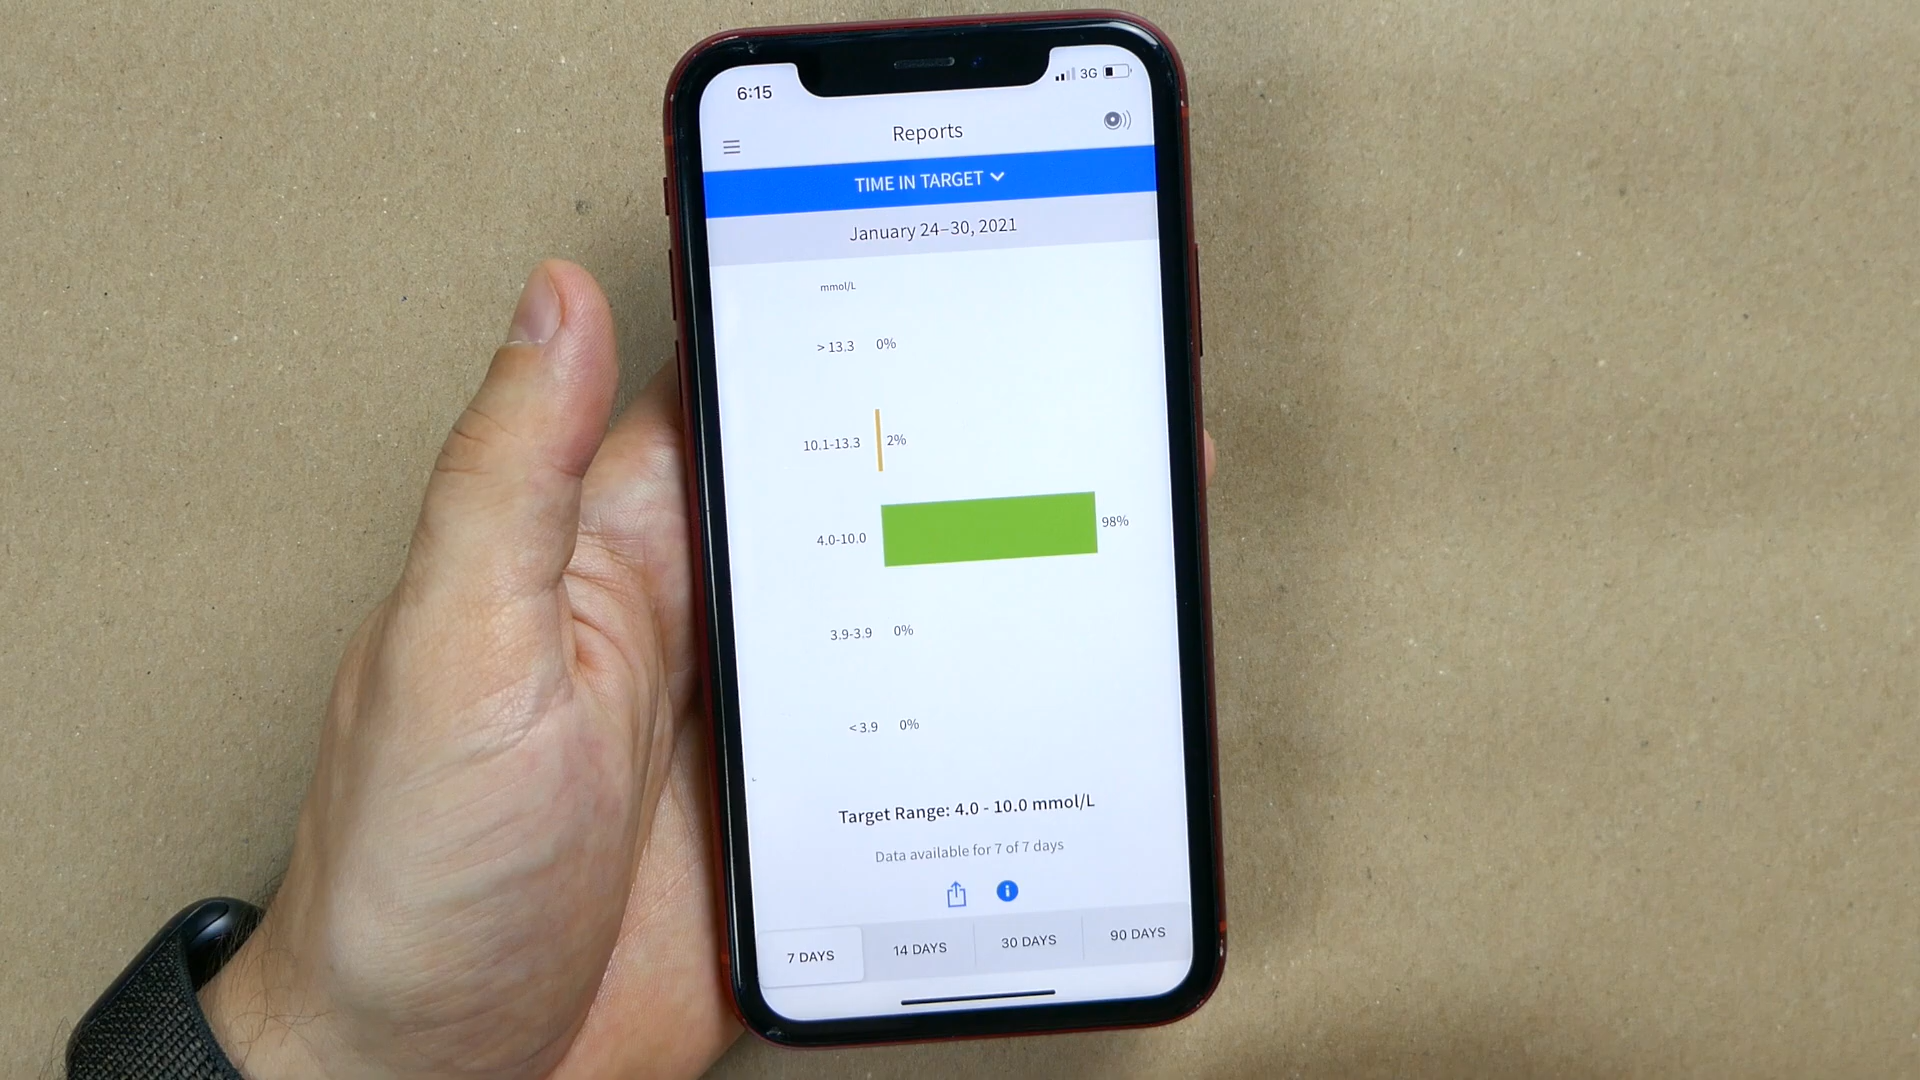 6:15
3G
Reports
TIME IN TARGET
January 24–30, 2021
mmol/L
> 13.3 0%
10.1-13.3 2%
4.0-10.0 98%
3.9-3.9 0%
< 3.9 0%
Target Range: 4.0 - 10.0 mmol/L
Data available for 7 of 7 days
7 DAYS 14 DAYS 30 DAYS 90 DAYS